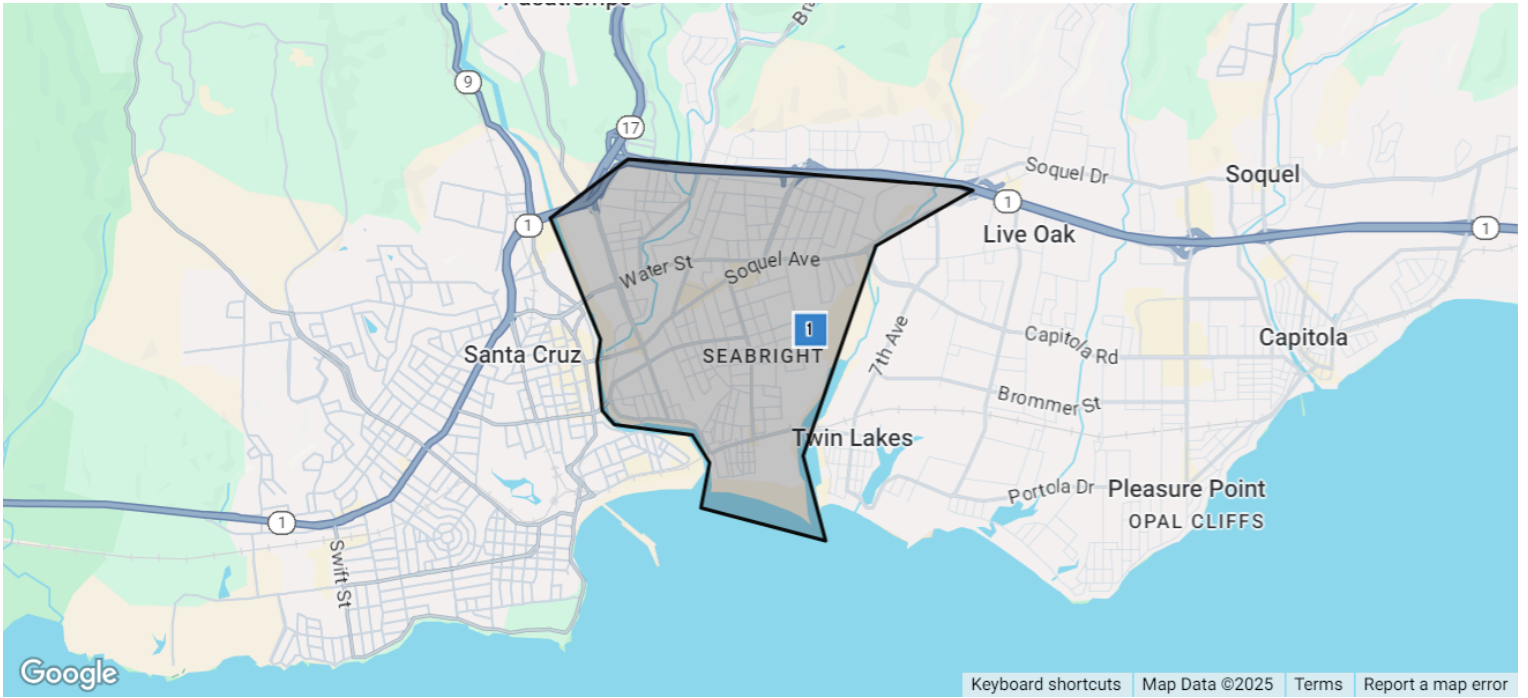 9
17
Soquel Dr
Soquel
1
1
1
Live Oak
Water St
Soquel Ave
1
7th Ave
Capitola Rd
Capitola
Santa Cruz
SEABRIGHT
Brommer St
Twin Lakes
Portola Dr
Pleasure Point
OPAL CLIFFS
1
Swift St
Google
Keyboard shortcuts
Map Data ©2025
Terms
Report a map error